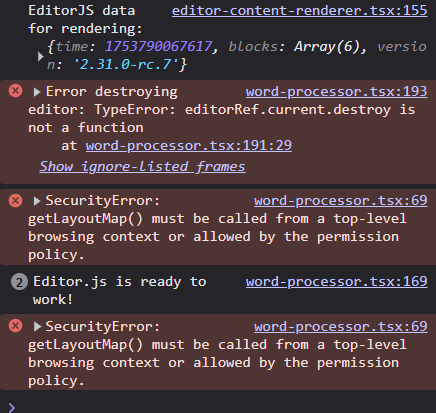 EditorJS data editor-content-renderer.tsx:155
for rendering:
{time: 1753790067617, blocks: Array(6), versio
n: '2.31.0-rc.7'}
Error destroying word-processor.tsx:193
editor: TypeError: editorRef.current.destroy is
not a function
at word-processor.tsx:191:29
Show ignore-listed frames
SecurityError: word-processor.tsx:69
getLayoutMap() must be called from a top-level
browsing context or allowed by the permission
policy.
2 Editor.js is ready to word-processor.tsx:169
work!
SecurityError: word-processor.tsx:69
getLayoutMap() must be called from a top-level
browsing context or allowed by the permission
policy.